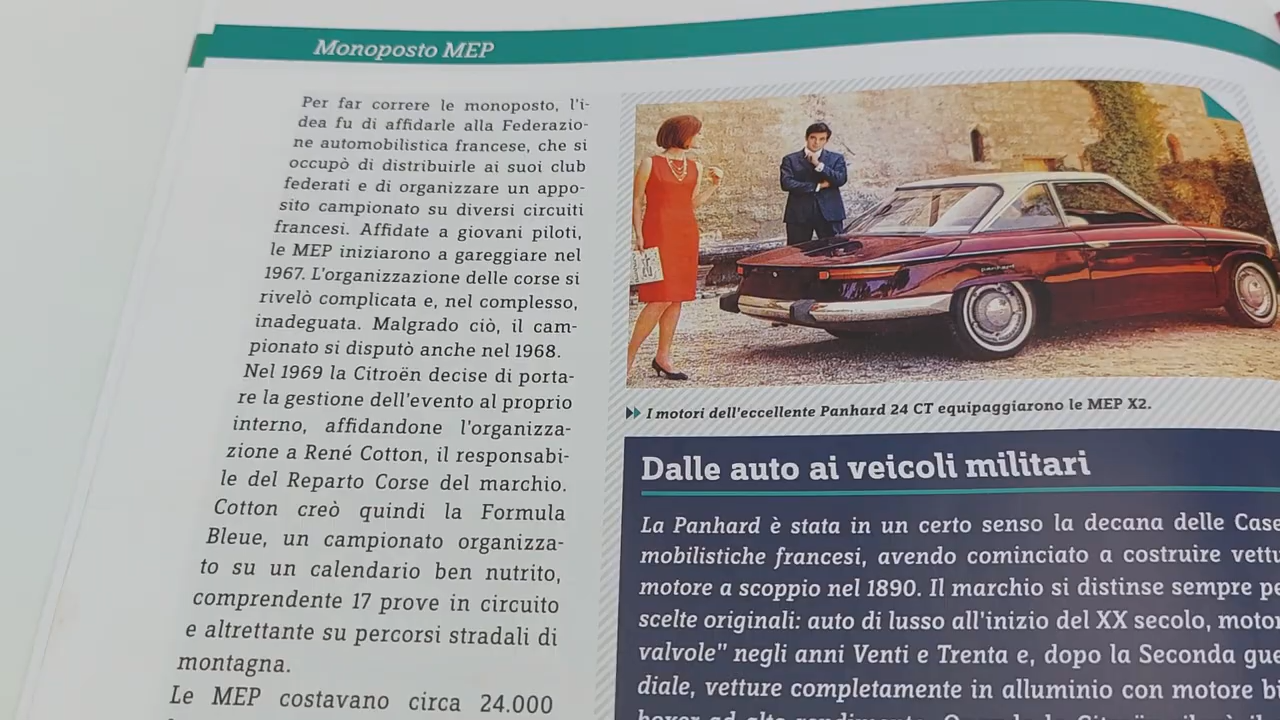 Monoposto MEP
Per far correre le monoposto, l'i-
dea fu di affidarle alla Federazio-
ne automobilistica francese, che si
occupò di distribuirle ai suoi club
federati e di organizzare un appo-
sito campionato su diversi circuiti
francesi. Affidate a giovani piloti,
le MEP iniziarono a gareggiare nel
1967. L'organizzazione delle corse si
rivelò complicata e, nel complesso,
inadeguata. Malgrado ciò, il cam-
pionato si disputò anche nel 1968.
Nel 1969 la Citroën decise di porta-
re la gestione dell'evento al proprio
interno, affidandone l'organizza-
zione a René Cotton, il responsabi-
le del Reparto Corse del marchio.
Cotton creò quindi la Formula
Bleue, un campionato organizza-
to su un calendario ben nutrito,
comprendente 17 prove in circuito
e altrettante su percorsi stradali di
montagna.
Le MEP costavano circa 24.000
panhard
I motori dell'eccellente Panhard 24 CT equipaggiarono le MEP X2.
Dalle auto ai veicoli militari
La Panhard è stata in un certo senso la decana delle Case
mobilistiche francesi, avendo cominciato a costruire vettu
motore a scoppio nel 1890. Il marchio si distinse sempre pe
scelte originali: auto di lusso all'inizio del XX secolo, motor
valvole" negli anni Venti e Trenta e, dopo la Seconda gue
diale, vetture completamente in alluminio con motore bi